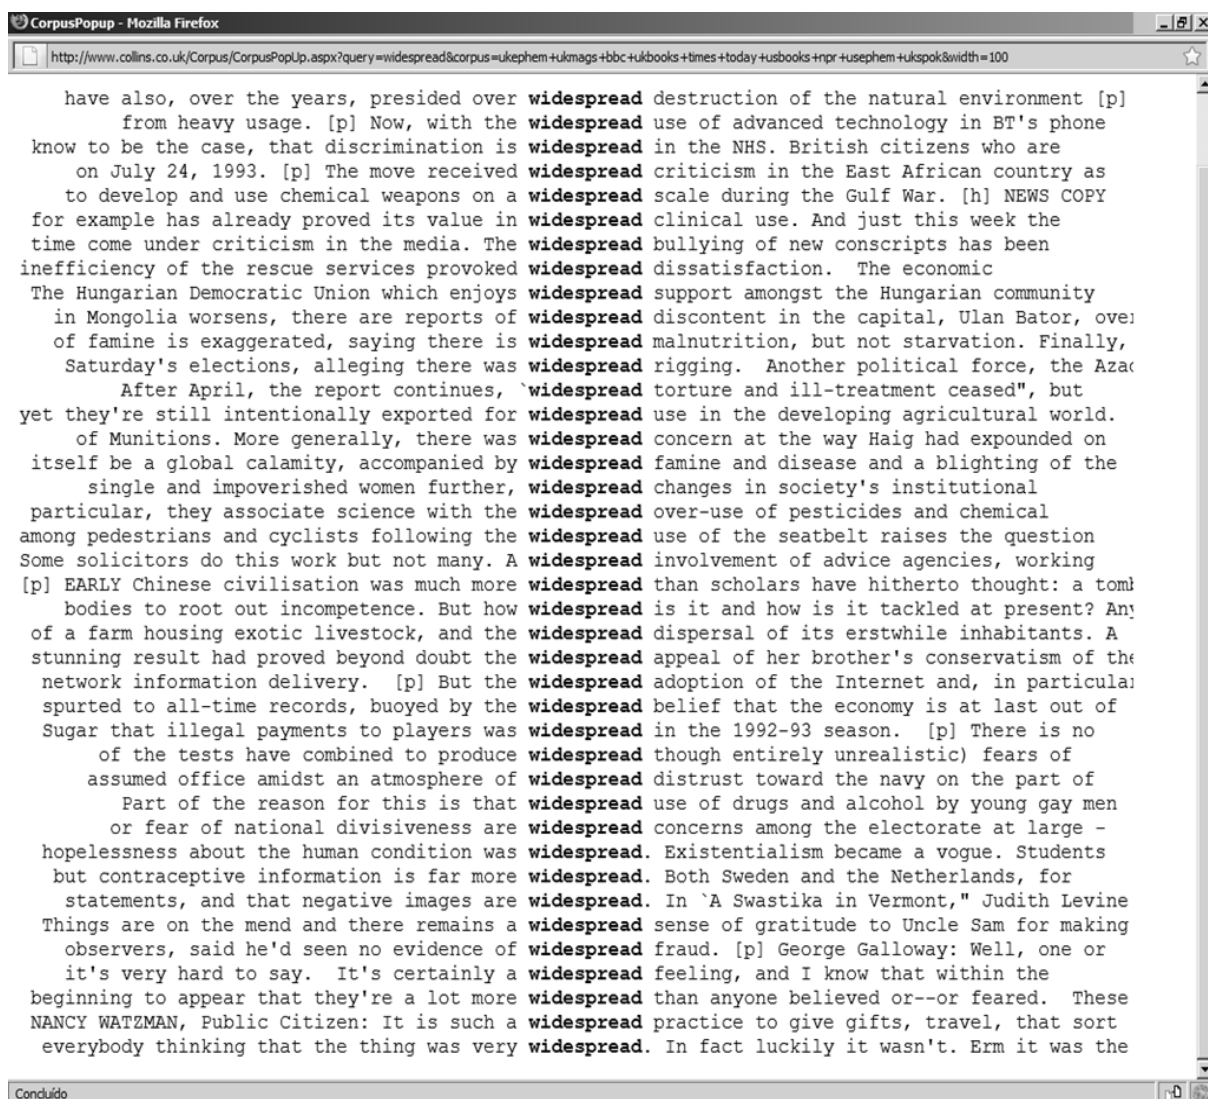 CorpusPopup - Mozilla Firefox
http://www.collins.co.uk/Corpus/CorpusPopUp.aspx?query=widespread&corpus=ukephem+ukmags+bbc+ukbooks+times+today+usbooks+npr+usephem+ukspok&width=100
have also, over the years, presided over widespread destruction of the natural environment [p]
from heavy usage. [p] Now, with the widespread use of advanced technology in BT's phone
know to be the case, that discrimination is widespread in the NHS. British citizens who are
on July 24, 1993. [p] The move received widespread criticism in the East African country as
to develop and use chemical weapons on a widespread scale during the Gulf War. [h] NEWS COPY
for example has already proved its value in widespread clinical use. And just this week the
time come under criticism in the media. The widespread bullying of new conscripts has been
inefficiency of the rescue services provoked widespread dissatisfaction. The economic
The Hungarian Democratic Union which enjoys widespread support amongst the Hungarian community
in Mongolia worsens, there are reports of widespread discontent in the capital, Ulan Bator, over
of famine is exaggerated, saying there is widespread malnutrition, but not starvation. Finally,
Saturday's elections, alleging there was widespread rigging. Another political force, the Azad
After April, the report continues, `widespread torture and ill-treatment ceased", but
yet they're still intentionally exported for widespread use in the developing agricultural world.
of Munitions. More generally, there was widespread concern at the way Haig had expounded on
itself be a global calamity, accompanied by widespread famine and disease and a blighting of the
single and impoverished women further, widespread changes in society's institutional
particular, they associate science with the widespread over-use of pesticides and chemical
among pedestrians and cyclists following the widespread use of the seatbelt raises the question
Some solicitors do this work but not many. A widespread involvement of advice agencies, working
[p] EARLY Chinese civilisation was much more widespread than scholars have hitherto thought: a tomb
bodies to root out incompetence. But how widespread is it and how is it tackled at present? Any
of a farm housing exotic livestock, and the widespread dispersal of its erstwhile inhabitants. A
stunning result had proved beyond doubt the widespread appeal of her brother's conservatism of the
network information delivery. [p] But the widespread adoption of the Internet and, in particular
spurted to all-time records, buoyed by the widespread belief that the economy is at last out of
Sugar that illegal payments to players was widespread in the 1992-93 season. [p] There is no
of the tests have combined to produce widespread though entirely unrealistic) fears of
assumed office amidst an atmosphere of widespread distrust toward the navy on the part of
Part of the reason for this is that widespread use of drugs and alcohol by young gay men
or fear of national divisiveness are widespread concerns among the electorate at large -
hopelessness about the human condition was widespread. Existentialism became a vogue. Students
but contraceptive information is far more widespread. Both Sweden and the Netherlands, for
statements, and that negative images are widespread. In `A Swastika in Vermont," Judith Levine
Things are on the mend and there remains a widespread sense of gratitude to Uncle Sam for making
observers, said he'd seen no evidence of widespread fraud. [p] George Galloway: Well, one or
it's very hard to say. It's certainly a widespread feeling, and I know that within the
beginning to appear that they're a lot more widespread than anyone believed or--or feared. These
NANCY WATZMAN, Public Citizen: It is such a widespread practice to give gifts, travel, that sort
everybody thinking that the thing was very widespread. In fact luckily it wasn't. Erm it was the
Concluído